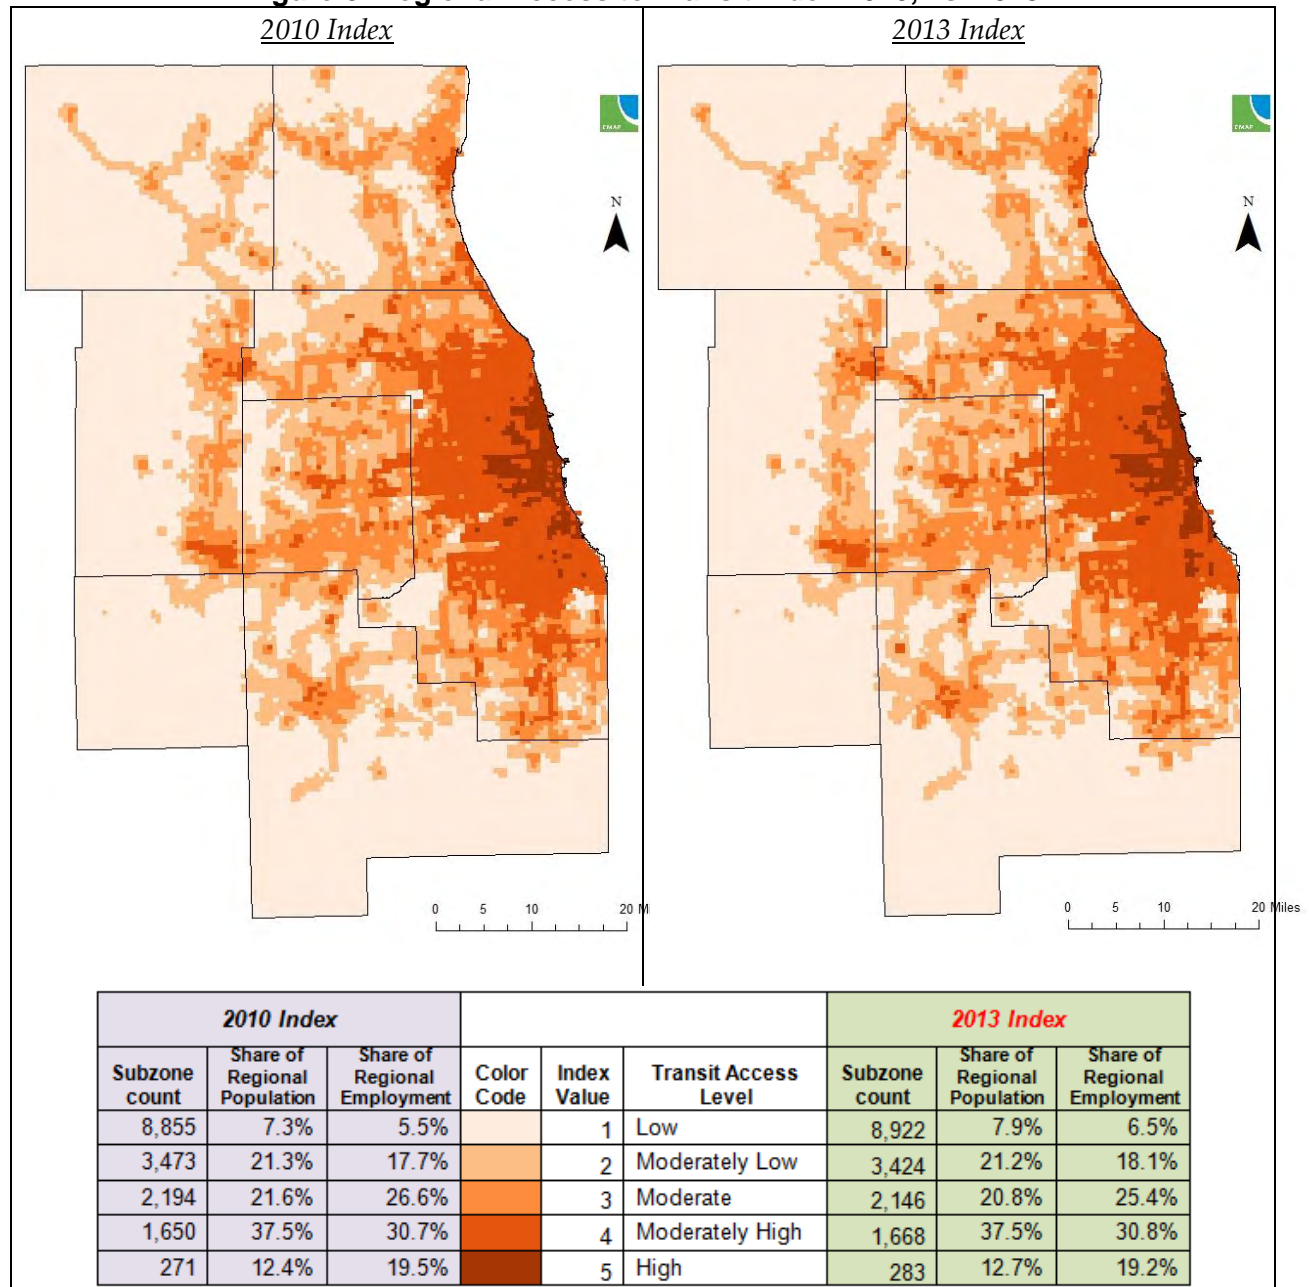 2010 Index
2013 Index
CMAP
CMAP
N
N
0 5 10 20 M
0 5 10 20 Miles
2010 Index
2013 Index
Subzone count
Share of Regional Population
Share of Regional Employment
Color Code
Index Value
Transit Access Level
Subzone count
Share of Regional Population
Share of Regional Employment
8,855 7.3% 5.5% 1 Low 8,922 7.9% 6.5%
3,473 21.3% 17.7% 2 Moderately Low 3,424 21.2% 18.1%
2,194 21.6% 26.6% 3 Moderate 2,146 20.8% 25.4%
1,650 37.5% 30.7% 4 Moderately High 1,668 37.5% 30.8%
271 12.4% 19.5% 5 High 283 12.7% 19.2%